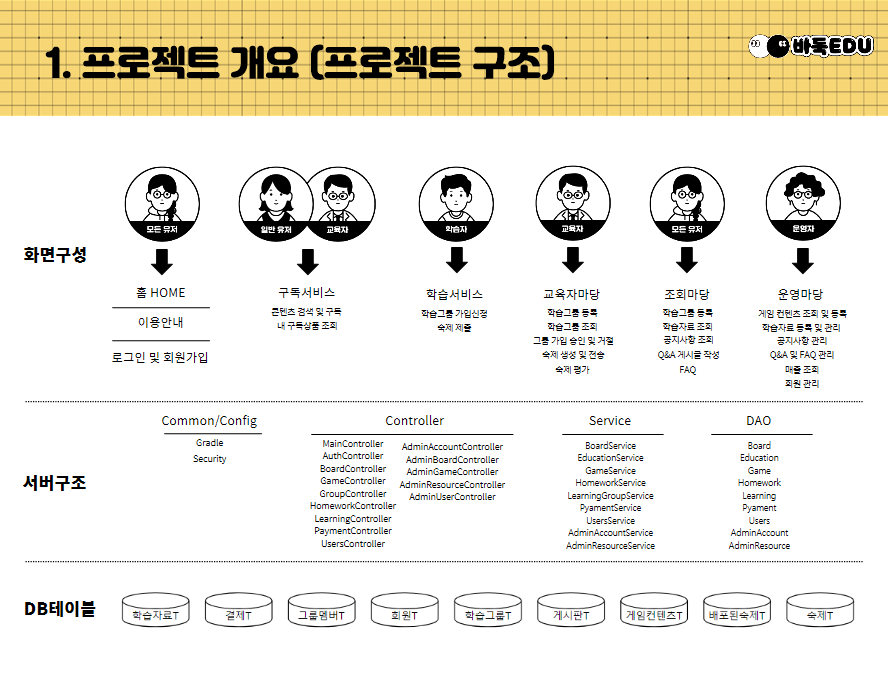 1. 프로젝트 개요 (프로젝트 구조)
바둑EDU
화면구성
모든 유저
일반 유저
교육자
학습자
교육자
모든 유저
운영자
홈 HOME
이용안내
로그인 및 회원가입
구독서비스
콘텐츠 검색 및 구독
내 구독상품 조회
학습서비스
학습그룹 가입신청
숙제 제출
교육자마당
학습그룹 등록
학습그룹 조회
그룹 가입 승인 및 거절
숙제 생성 및 전송
숙제 평가
조회마당
학습그룹 등록
학습자료 조회
공지사항 조회
Q&A 게시글 작성
FAQ
운영마당
게임 컨텐츠 조회 및 등록
학습자료 등록 및 관리
공지사항 관리
Q&A 및 FAQ 관리
매출 조회
회원 관리
서버구조
Common/Config
Gradle
Security
Controller
MainController
AuthController
BoardController
GameController
GroupController
HomeworkController
LearningController
PaymentController
UsersController
AdminAccountController
AdminBoardController
AdminGameController
AdminResourceController
AdminUserController
Service
BoardService
EducationService
GameService
HomeworkService
LearningGroupService
PyamentService
UsersService
AdminAccountService
AdminResourceService
DAO
Board
Education
Game
Homework
Learning
Pyament
Users
AdminAccount
AdminResource
DB테이블
학습자료T
결제T
그룹멤버T
회원T
학습그룹T
게시판T
게임컨텐츠T
배포된숙제T
숙제T